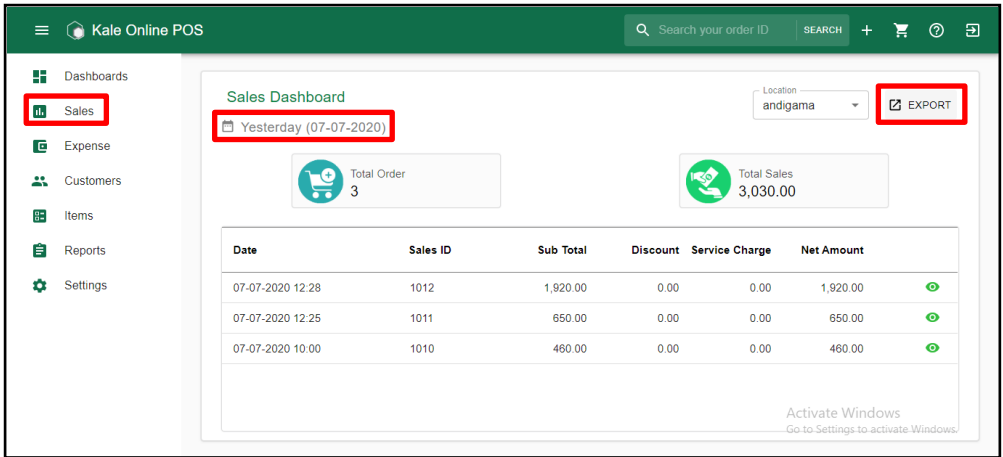 Kale Online POS
Search your order ID SEARCH
Dashboards
Sales
Expense
Customers
Items
Reports
Settings
Sales Dashboard
Location
andigama
EXPORT
Yesterday (07-07-2020)
Total Order
3
Total Sales
3,030.00
Date Sales ID Sub Total Discount Service Charge Net Amount
07-07-2020 12:28 1012 1,920.00 0.00 0.00 1,920.00
07-07-2020 12:25 1011 650.00 0.00 0.00 650.00
07-07-2020 10:00 1010 460.00 0.00 0.00 460.00
Activate Windows
Go to Settings to activate Windows.